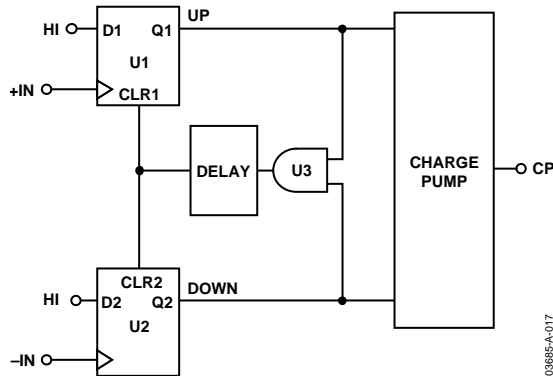 HI
D1
Q1
UP
U1
+IN
CLR1
DELAY
U3
CHARGE
PUMP
CP
CLR2
HI
D2
Q2
DOWN
U2
–IN
03685-A-017